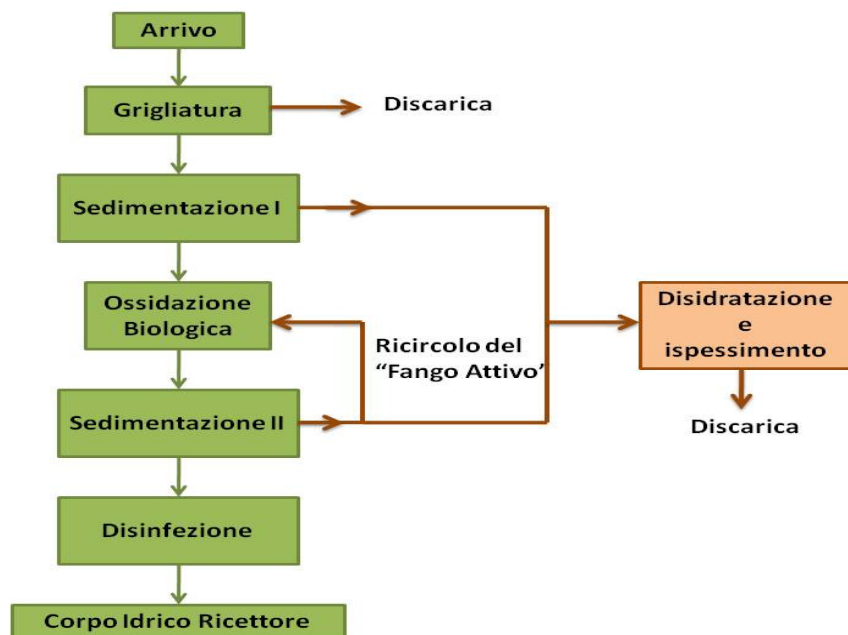 Arrivo
Grigliatura
Discarica
Sedimentazione I
Ossidazione
Biologica
Ricircolo del
“Fango Attivo”
Disidratazione
e
ispessimento
Sedimentazione II
Discarica
Disinfezione
Corpo Idrico Ricettore